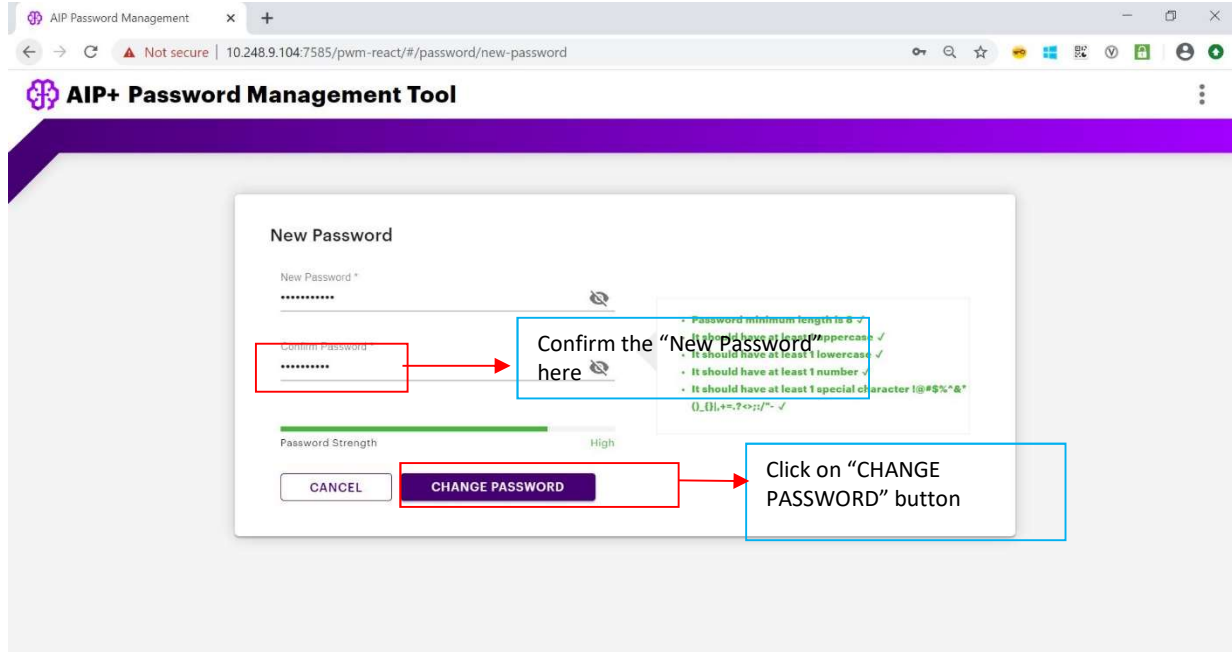 AIP Password Management
Not secure | 10.248.9.104:7585/pwm-react/#/password/new-password
AIP+ Password Management Tool
New Password
New Password *
•••••••••••
Confirm Password *
••••••••••
Confirm the “New Password”
here
• Password minimum length is 8 ✓
• It should have at least 1 uppercase ✓
• It should have at least 1 lowercase ✓
• It should have at least 1 number ✓
• It should have at least 1 special character !@#$%^&*
()_{}|,+=.?<>;:/"- ✓
Password Strength
High
CANCEL
CHANGE PASSWORD
Click on “CHANGE
PASSWORD” button